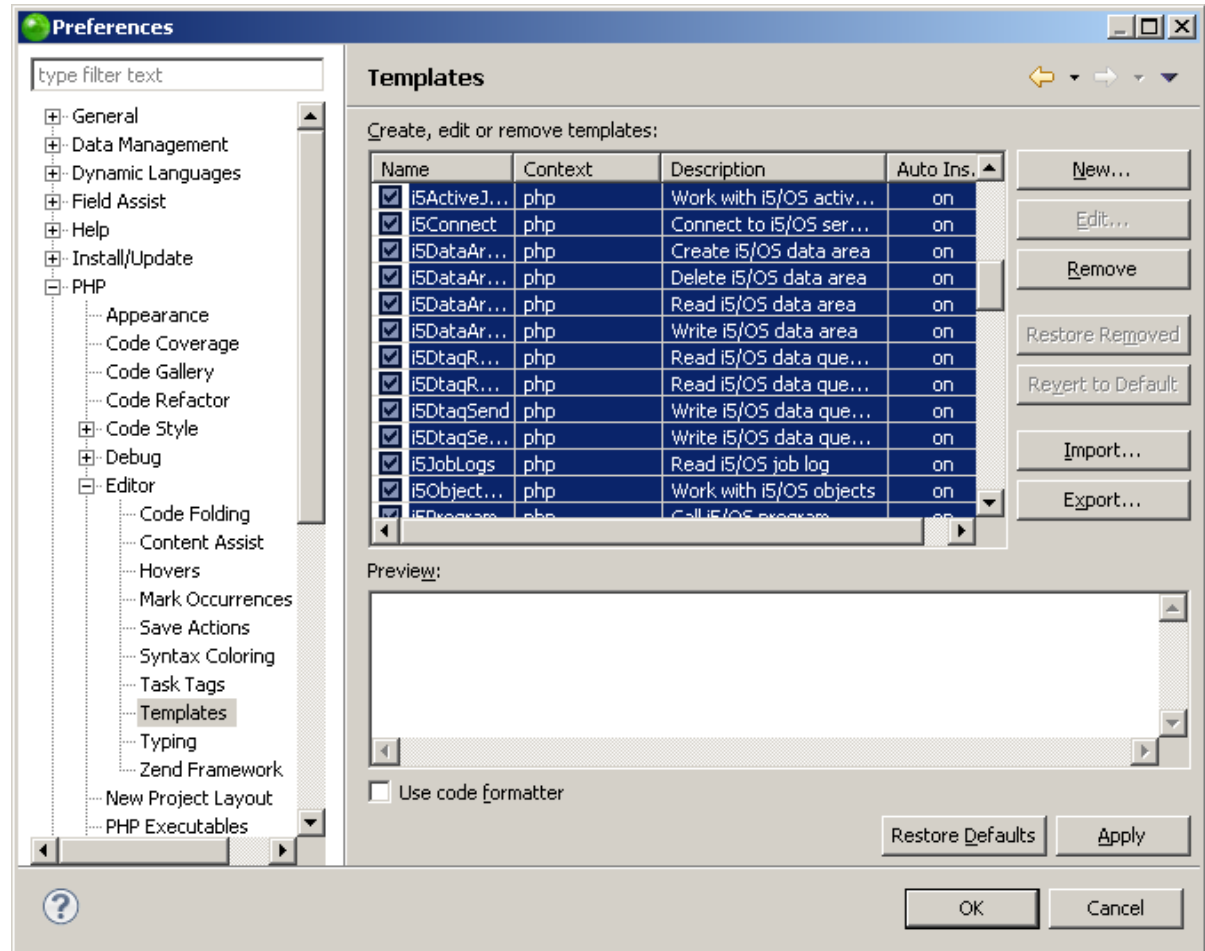 Preferences
type filter text
General
Data Management
Dynamic Languages
Field Assist
Help
Install/Update
PHP
Appearance
Code Coverage
Code Gallery
Code Refactor
Code Style
Debug
Editor
Code Folding
Content Assist
Hovers
Mark Occurrences
Save Actions
Syntax Coloring
Task Tags
Templates
Typing
Zend Framework
New Project Layout
PHP Executables
Templates
Create, edit or remove templates:
Name Context Description Auto Ins.
i5ActiveJ... php Work with i5/OS activ... on
i5Connect php Connect to i5/OS ser... on
i5DataAr... php Create i5/OS data area on
i5DataAr... php Delete i5/OS data area on
i5DataAr... php Read i5/OS data area on
i5DataAr... php Write i5/OS data area on
i5DtaqR... php Read i5/OS data que... on
i5DtaqR... php Read i5/OS data que... on
i5DtaqSend php Write i5/OS data que... on
i5DtaqSe... php Write i5/OS data que... on
i5JobLogs php Read i5/OS job log on
i5Object... php Work with i5/OS objects on
i5Program php Call i5/OS program on
New...
Edit...
Remove
Restore Removed
Revert to Default
Import...
Export...
Preview:
Use code formatter
Restore Defaults Apply
? OK Cancel